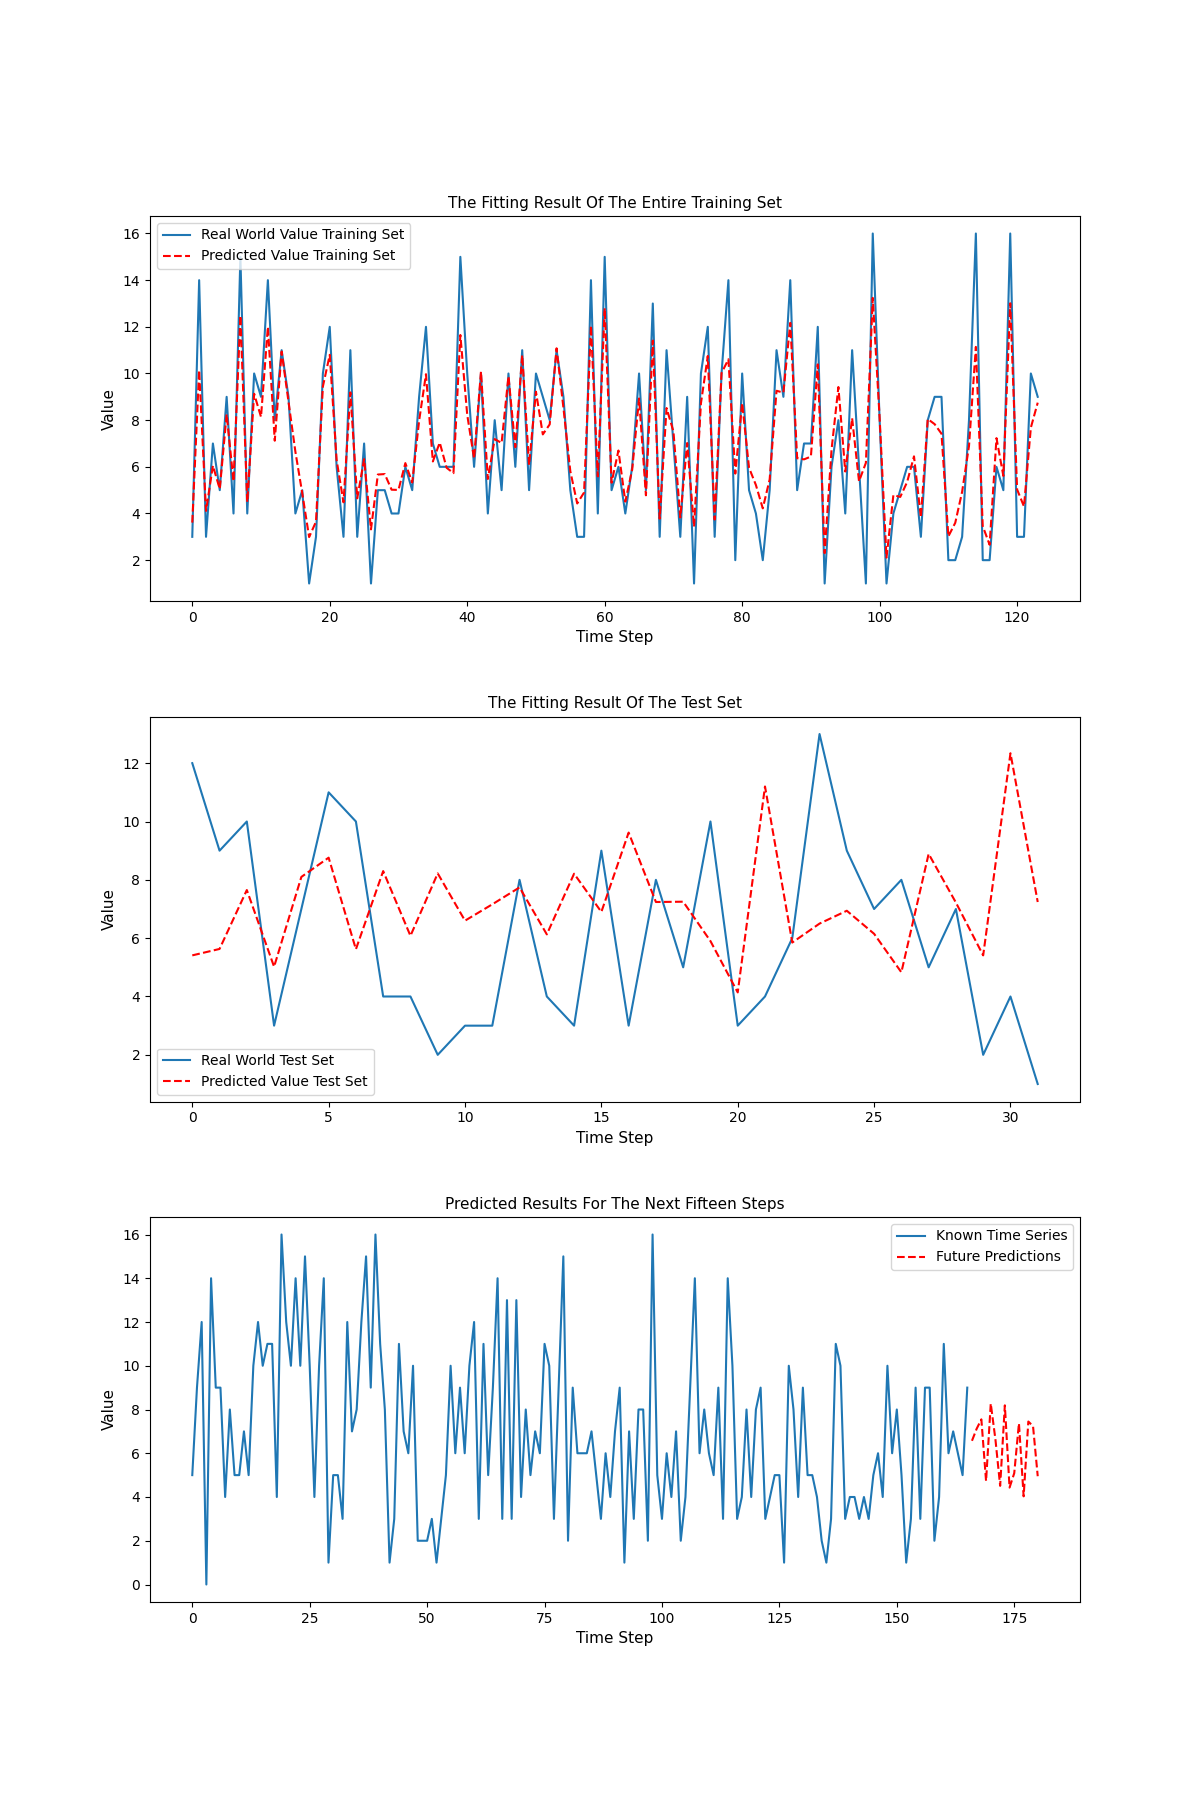 The Fitting Result Of The Entire Training Set
Real World Value Training Set
Predicted Value Training Set
Value
16
14
12
10
8
6
4
2
0 20 40 60 80 100 120
Time Step
The Fitting Result Of The Test Set
Value
12
10
8
6
4
2
Real World Test Set
Predicted Value Test Set
0 5 10 15 20 25 30
Time Step
Predicted Results For The Next Fifteen Steps
Known Time Series
Future Predictions
Value
16
14
12
10
8
6
4
2
0
0 25 50 75 100 125 150 175
Time Step